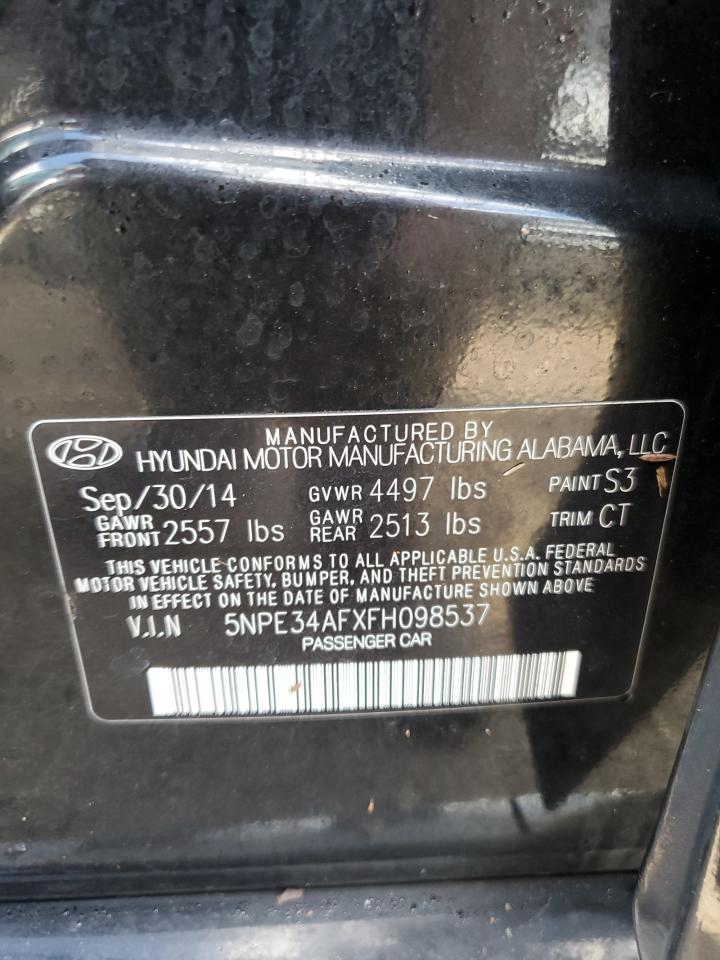 MANUFACTURED BY
HYUNDAI MOTOR MANUFACTURING ALABAMA, LLC
Sep/30/14 GVWR 4497 lbs PAINT S3
GAWR FRONT 2557 lbs GAWR REAR 2513 lbs TRIM CT
THIS VEHICLE CONFORMS TO ALL APPLICABLE U.S.A. FEDERAL
MOTOR VEHICLE SAFETY, BUMPER, AND THEFT PREVENTION STANDARDS
IN EFFECT ON THE DATE OF MANUFACTURE SHOWN ABOVE
V.I.N 5NPE34AFXFH098537
PASSENGER CAR